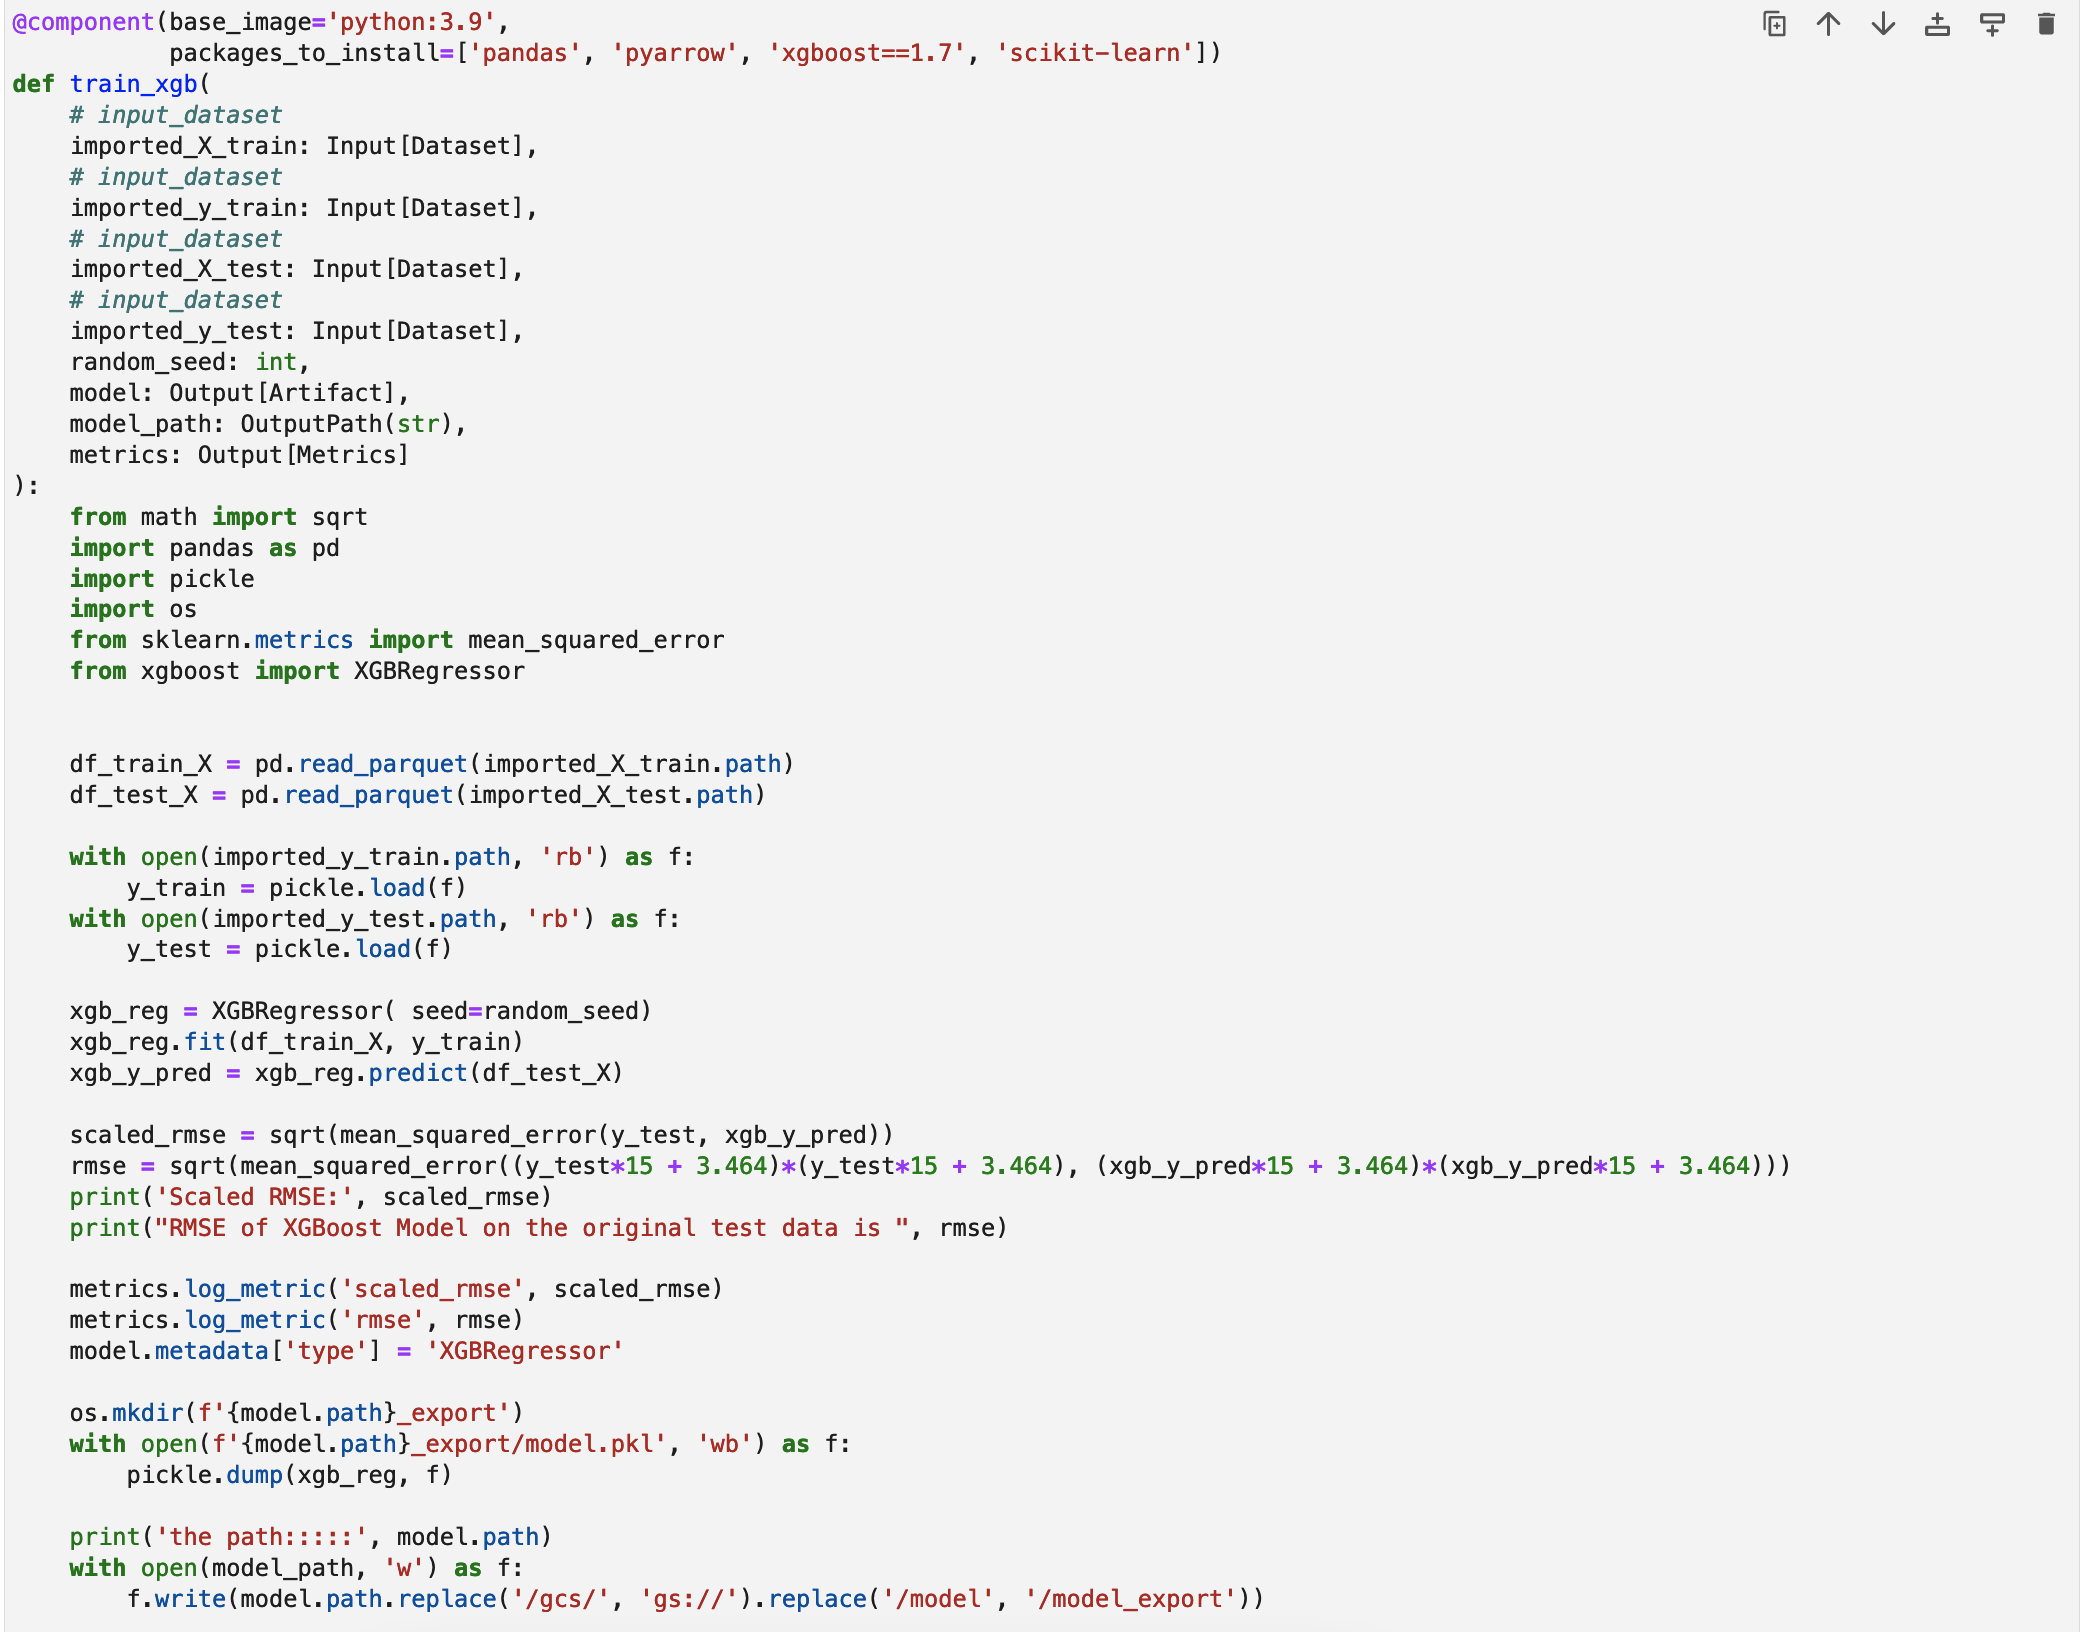 @component(base_image='python:3.9',
           packages_to_install=['pandas', 'pyarrow', 'xgboost==1.7', 'scikit-learn'])
def train_xgb(
    # input_dataset
    imported_X_train: Input[Dataset],
    # input_dataset
    imported_y_train: Input[Dataset],
    # input_dataset
    imported_X_test: Input[Dataset],
    # input_dataset
    imported_y_test: Input[Dataset],
    random_seed: int,
    model: Output[Artifact],
    model_path: OutputPath(str),
    metrics: Output[Metrics]
):
    from math import sqrt
    import pandas as pd
    import pickle
    import os
    from sklearn.metrics import mean_squared_error
    from xgboost import XGBRegressor
    df_train_X = pd.read_parquet(imported_X_train.path)
    df_test_X = pd.read_parquet(imported_X_test.path)
    with open(imported_y_train.path, 'rb') as f:
        y_train = pickle.load(f)
    with open(imported_y_test.path, 'rb') as f:
        y_test = pickle.load(f)
    xgb_reg = XGBRegressor( seed=random_seed)
    xgb_reg.fit(df_train_X, y_train)
    xgb_y_pred = xgb_reg.predict(df_test_X)
    scaled_rmse = sqrt(mean_squared_error(y_test, xgb_y_pred))
    rmse = sqrt(mean_squared_error((y_test*15 + 3.464)*(y_test*15 + 3.464), (xgb_y_pred*15 + 3.464)*(xgb_y_pred*15 + 3.464)))
    print('Scaled RMSE:', scaled_rmse)
    print("RMSE of XGBoost Model on the original test data is ", rmse)
    metrics.log_metric('scaled_rmse', scaled_rmse)
    metrics.log_metric('rmse', rmse)
    model.metadata['type'] = 'XGBRegressor'
    os.mkdir(f'{model.path}_export')
    with open(f'{model.path}_export/model.pkl', 'wb') as f:
        pickle.dump(xgb_reg, f)
    print('the path:::::', model.path)
    with open(model_path, 'w') as f:
        f.write(model.path.replace('/gcs/', 'gs://').replace('/model', '/model_export'))